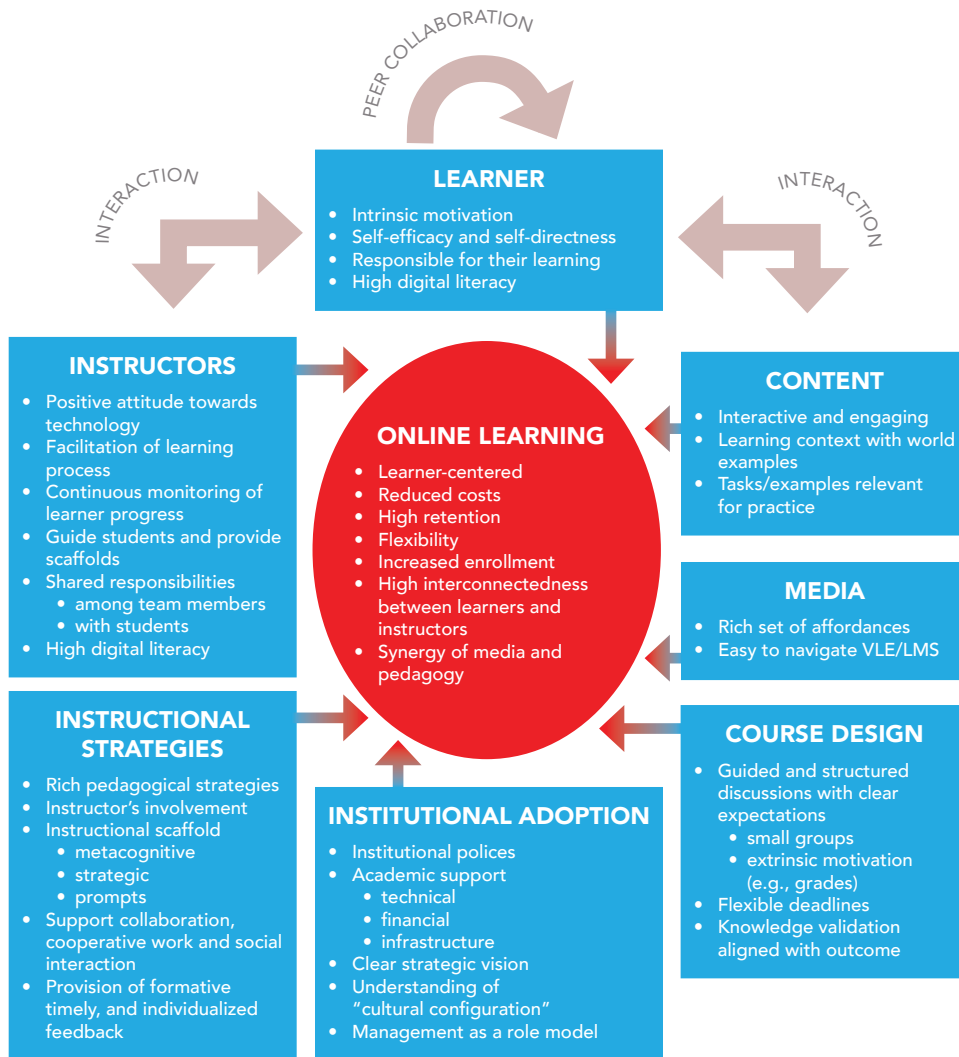 PEER COLLABORATION
INTERACTION
INTERACTION
LEARNER
• Intrinsic motivation
• Self-efficacy and self-directness
• Responsible for their learning
• High digital literacy
INSTRUCTORS
• Positive attitude towards
technology
• Facilitation of learning
process
• Continuous monitoring of
learner progress
• Guide students and provide
scaffolds
• Shared responsibilities
• among team members
• with students
• High digital literacy
ONLINE LEARNING
• Learner-centered
• Reduced costs
• High retention
• Flexibility
• Increased enrollment
• High interconnectedness
between learners and
instructors
• Synergy of media and
pedagogy
CONTENT
• Interactive and engaging
• Learning context with world
examples
• Tasks/examples relevant
for practice
MEDIA
• Rich set of affordances
• Easy to navigate VLE/LMS
INSTRUCTIONAL
STRATEGIES
• Rich pedagogical strategies
• Instructor's involvement
• Instructional scaffold
• metacognitive
• strategic
• prompts
• Support collaboration,
cooperative work and social
interaction
• Provision of formative
timely, and individualized
feedback
INSTITUTIONAL ADOPTION
• Institutional polices
• Academic support
• technical
• financial
• infrastructure
• Clear strategic vision
• Understanding of
"cultural configuration"
• Management as a role model
COURSE DESIGN
• Guided and structured
discussions with clear
expectations
• small groups
• extrinsic motivation
(e.g., grades)
• Flexible deadlines
• Knowledge validation
aligned with outcome